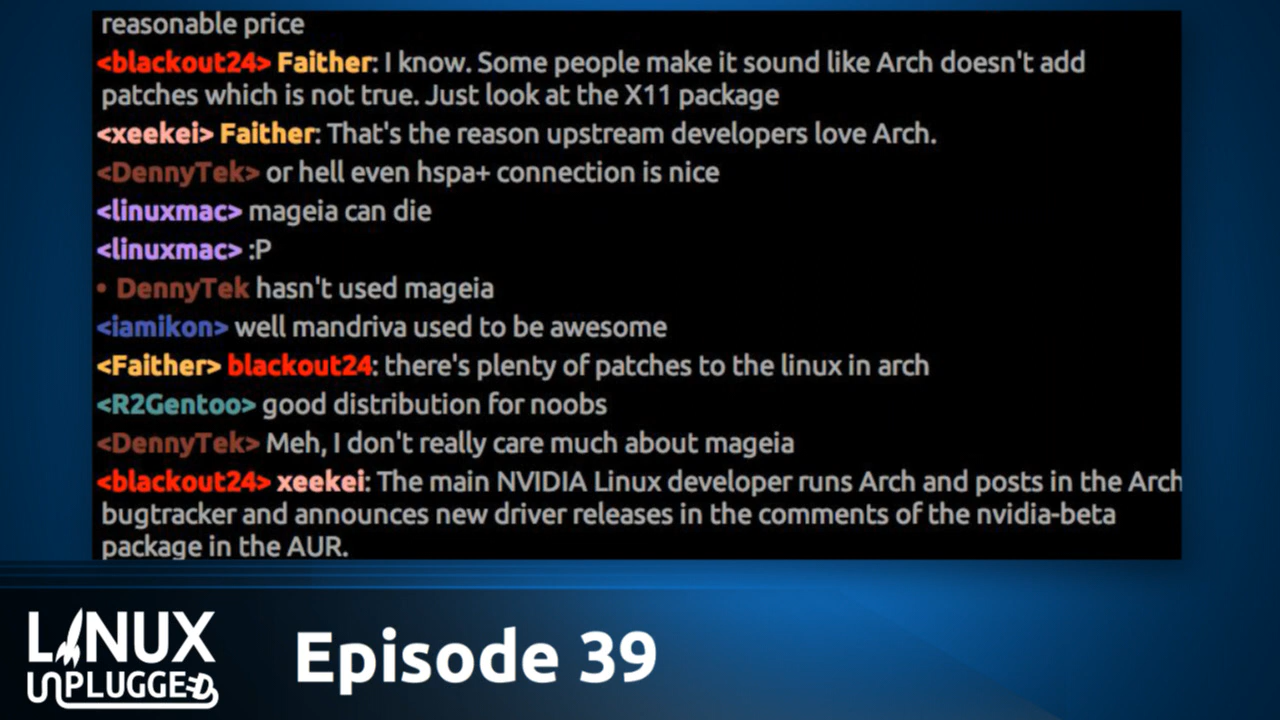 reasonable price
<blackout24> Faither: I know. Some people make it sound like Arch doesn't add
patches which is not true. Just look at the X11 package
<xeekei> Faither: That's the reason upstream developers love Arch.
<DennyTek> or hell even hspa+ connection is nice
<linuxmac> mageia can die
<linuxmac> :P
• DennyTek hasn't used mageia
<iamikon> well mandriva used to be awesome
<Faither> blackout24: there's plenty of patches to the linux in arch
<R2Gentoo> good distribution for noobs
<DennyTek> Meh, I don't really care much about mageia
<blackout24> xeekei: The main NVIDIA Linux developer runs Arch and posts in the Arch
bugtracker and announces new driver releases in the comments of the nvidia-beta
package in the AUR.
LINUX
UNPLUGGED
Episode 39